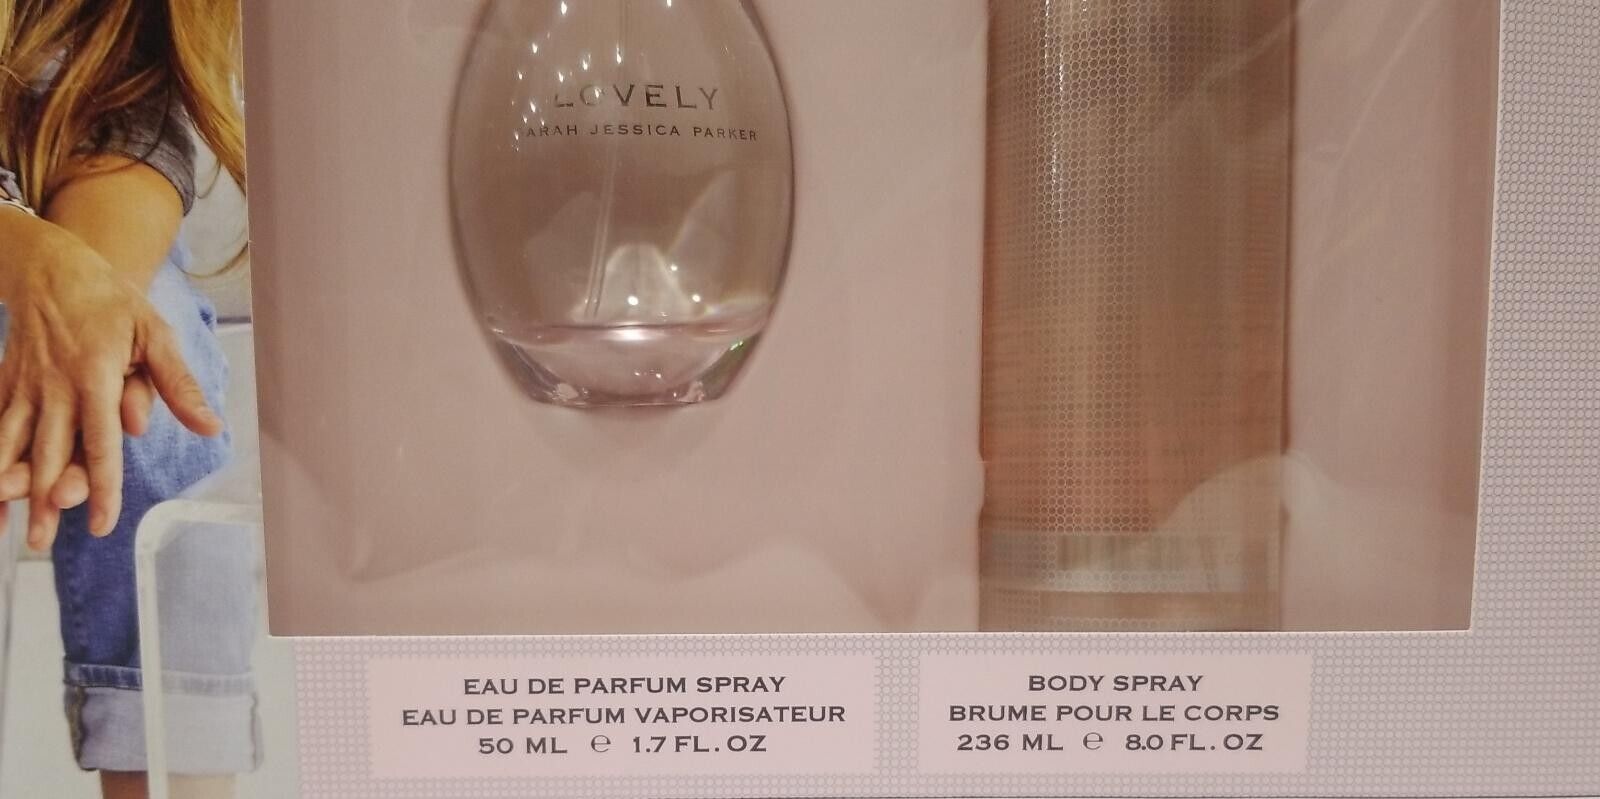 LOVELY
SARAH JESSICA PARKER
EAU DE PARFUM SPRAY
EAU DE PARFUM VAPORISATEUR
50 ML ℮ 1.7 FL. OZ
BODY SPRAY
BRUME POUR LE CORPS
236 ML ℮ 8.0 FL. OZ